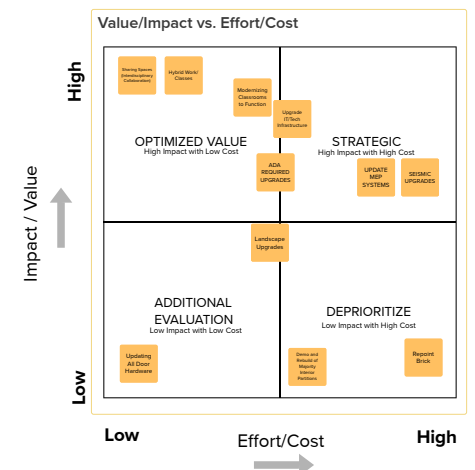 Value/Impact vs. Effort/Cost
High
Sharing Spaces
(Interdisciplinary
Collaboration)
Hybrid Work/
Classes
Modernizing
Classrooms
to Function
Upgrade
IT/Tech
Infrastructure
OPTIMIZED VALUE
High Impact with Low Cost
STRATEGIC
High Impact with High Cost
ADA
REQUIRED
UPGRADES
UPDATE
MEP
SYSTEMS
SEISMIC
UPGRADES
Impact / Value
Landscape
Upgrades
ADDITIONAL
EVALUATION
Low Impact with Low Cost
DEPRIORITIZE
Low Impact with High Cost
Updating
All Door
Hardware
Demo and
Rebuild of
Majority
Interior
Partitions
Repoint
Brick
Low
Low
Effort/Cost
High